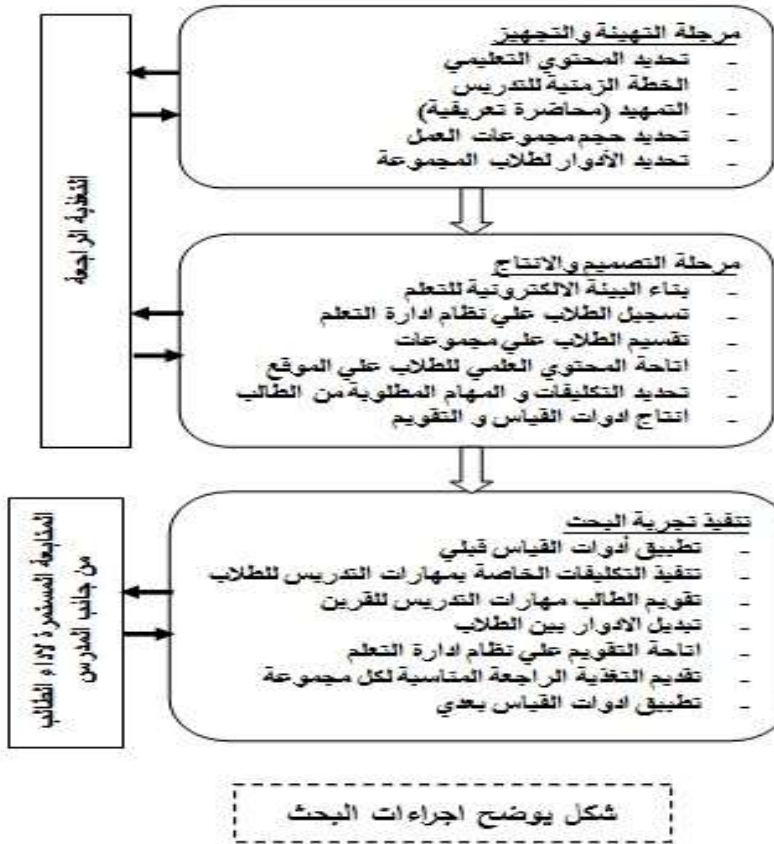 مرحلة التهيئة والتجهيز
- تحديد المحتوي التعليمي
- الخطة الزمنية للتدريس
- التمهيد (محاضرة تعريفية)
- تحديد حجم مجموعات العمل
- تحديد الأدوار لطلاب المجموعة
التغذية الراجعة
مرحلة التصميم والانتاج
- بناء البيئة الالكترونية للتعلم
- تسجيل الطلاب علي نظام ادارة التعلم
- تقسيم الطلاب علي مجموعات
- اتاحة المحتوي العلمي للطلاب علي الموقع
- تحديد التكليفات و المهام المطلوبة من الطالب
- انتاج ادوات القياس و التقويم
تنفيذ تجربة البحث
- تطبيق أدوات القياس قبلي
- تنفيذ التكليفات الخاصة بمهارات التدريس للطلاب
- تقويم الطالب مهارات التدريس للقرين
- تبديل الادوار بين الطلاب
- اتاحة التقويم علي نظام ادارة التعلم
- تقديم التغذية الراجعة المناسبة لكل مجموعة
- تطبيق ادوات القياس بعدي
المتابعة المستمرة لاداء الطالب
من جانب المدرس
شكل يوضح اجراءات البحث